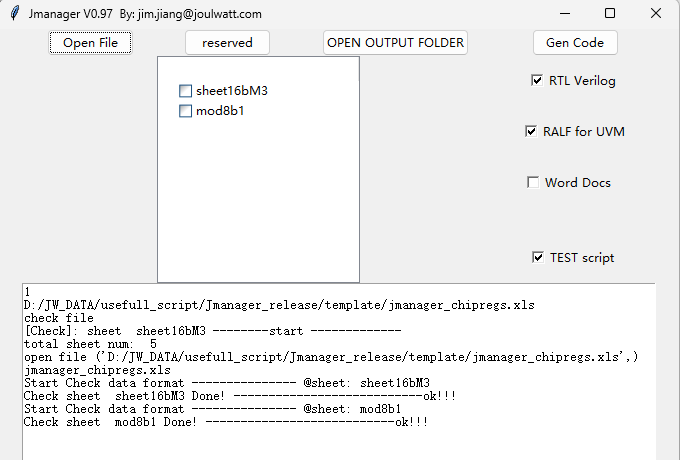 Jmanager V0.97  By: jim.jiang@joulwatt.com
Open File
reserved
OPEN OUTPUT FOLDER
Gen Code
sheet16bM3
mod8b1
RTL Verilog
RALF for UVM
Word Docs
TEST script
1
D:/JW_DATA/usefull_script/Jmanager_release/template/jmanager_chipregs.xls
check file
[Check]: sheet  sheet16bM3 --------start -------------
total sheet num:  5
open file ('D:/JW_DATA/usefull_script/Jmanager_release/template/jmanager_chipregs.xls',)
jmanager_chipregs.xls
Start Check data format --------------- @sheet: sheet16bM3
Check sheet  sheet16bM3 Done! ---------------------------ok!!!
Start Check data format --------------- @sheet: mod8b1
Check sheet  mod8b1 Done! ---------------------------ok!!!